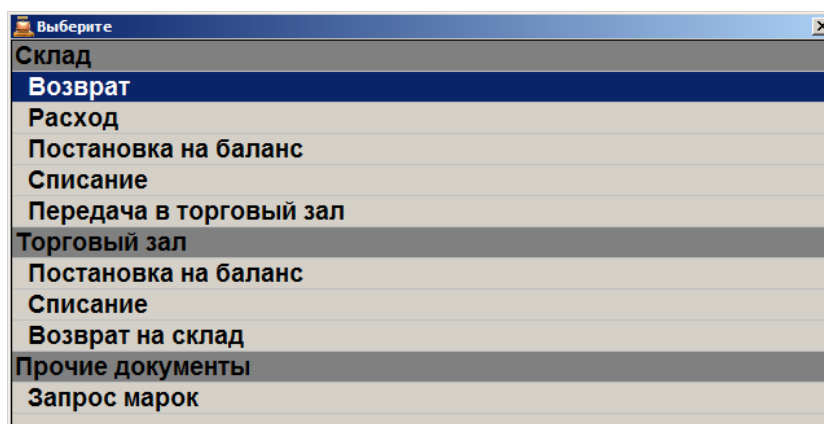 Выберите
Склад
Возврат
Расход
Постановка на баланс
Списание
Передача в торговый зал
Торговый зал
Постановка на баланс
Списание
Возврат на склад
Прочие документы
Запрос марок